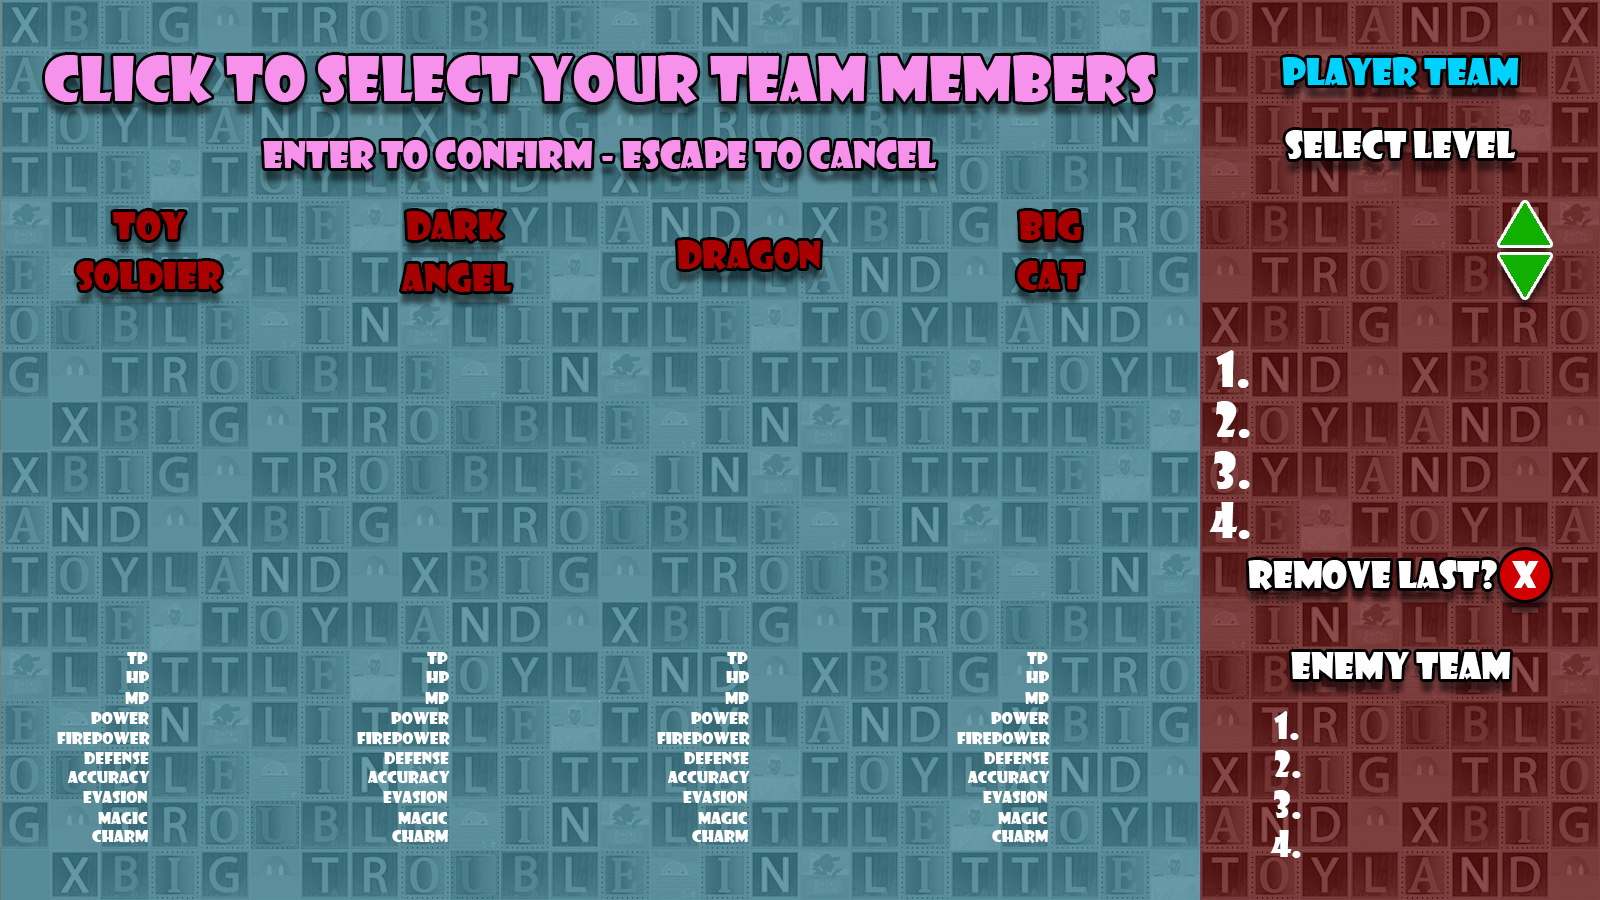 CLICK TO SELECT YOUR TEAM MEMBERS
ENTER TO CONFIRM - ESCAPE TO CANCEL
TOY
SOLDIER
DARK
ANGEL
DRAGON
BIG
CAT
TP
HP
MP
POWER
FIREPOWER
DEFENSE
ACCURACY
EVASION
MAGIC
CHARM
TP
HP
MP
POWER
FIREPOWER
DEFENSE
ACCURACY
EVASION
MAGIC
CHARM
TP
HP
MP
POWER
FIREPOWER
DEFENSE
ACCURACY
EVASION
MAGIC
CHARM
TP
HP
MP
POWER
FIREPOWER
DEFENSE
ACCURACY
EVASION
MAGIC
CHARM
PLAYER TEAM
SELECT LEVEL
1.
2.
3.
4.
REMOVE LAST? X
ENEMY TEAM
1.
2.
3.
4.